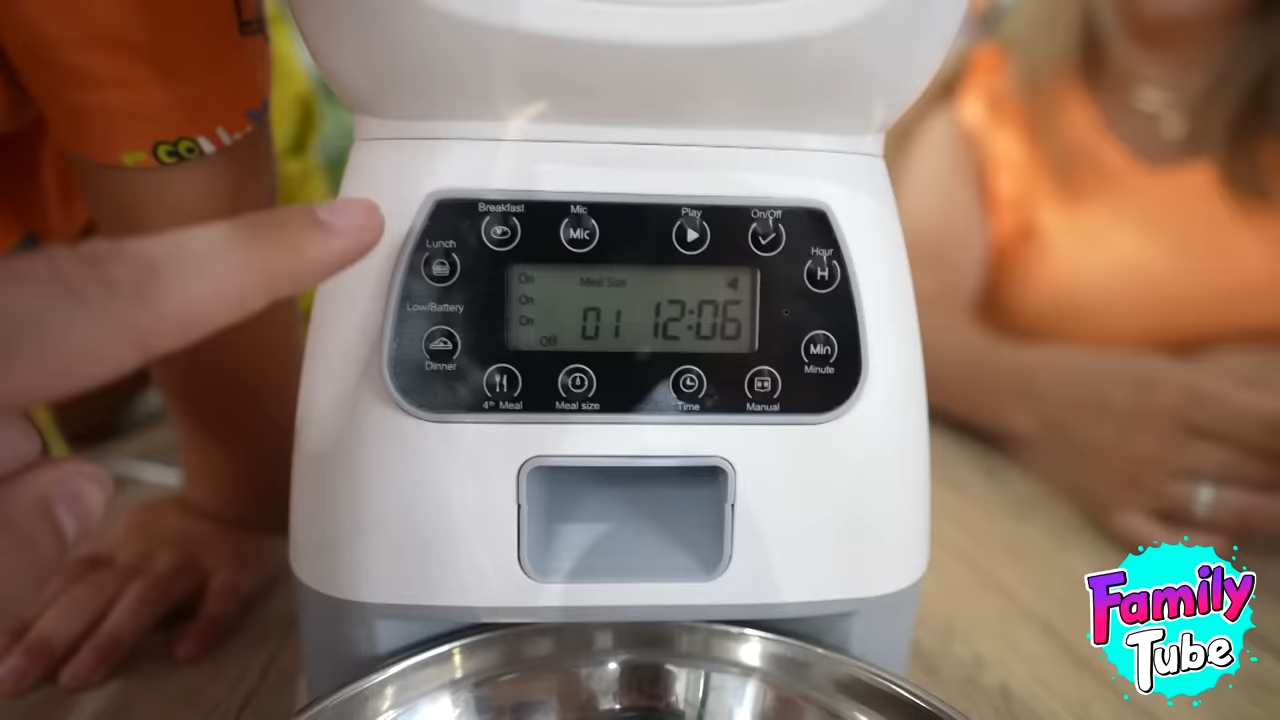 Breakfast
Mic
Play
On/Off
Mic
Lunch
Hour
H
Low/Battery
On
Meal Size
On
On
01
12:06
Off
Min
Dinner
Minute
4th Meal
Meal size
Time
Manual
Family
Tube